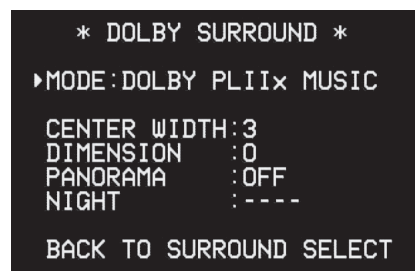 * DOLBY SURROUND *
▸MODE:DOLBY PLIIx MUSIC
CENTER WIDTH:3
DIMENSION :0
PANORAMA :OFF
NIGHT :----
BACK TO SURROUND SELECT